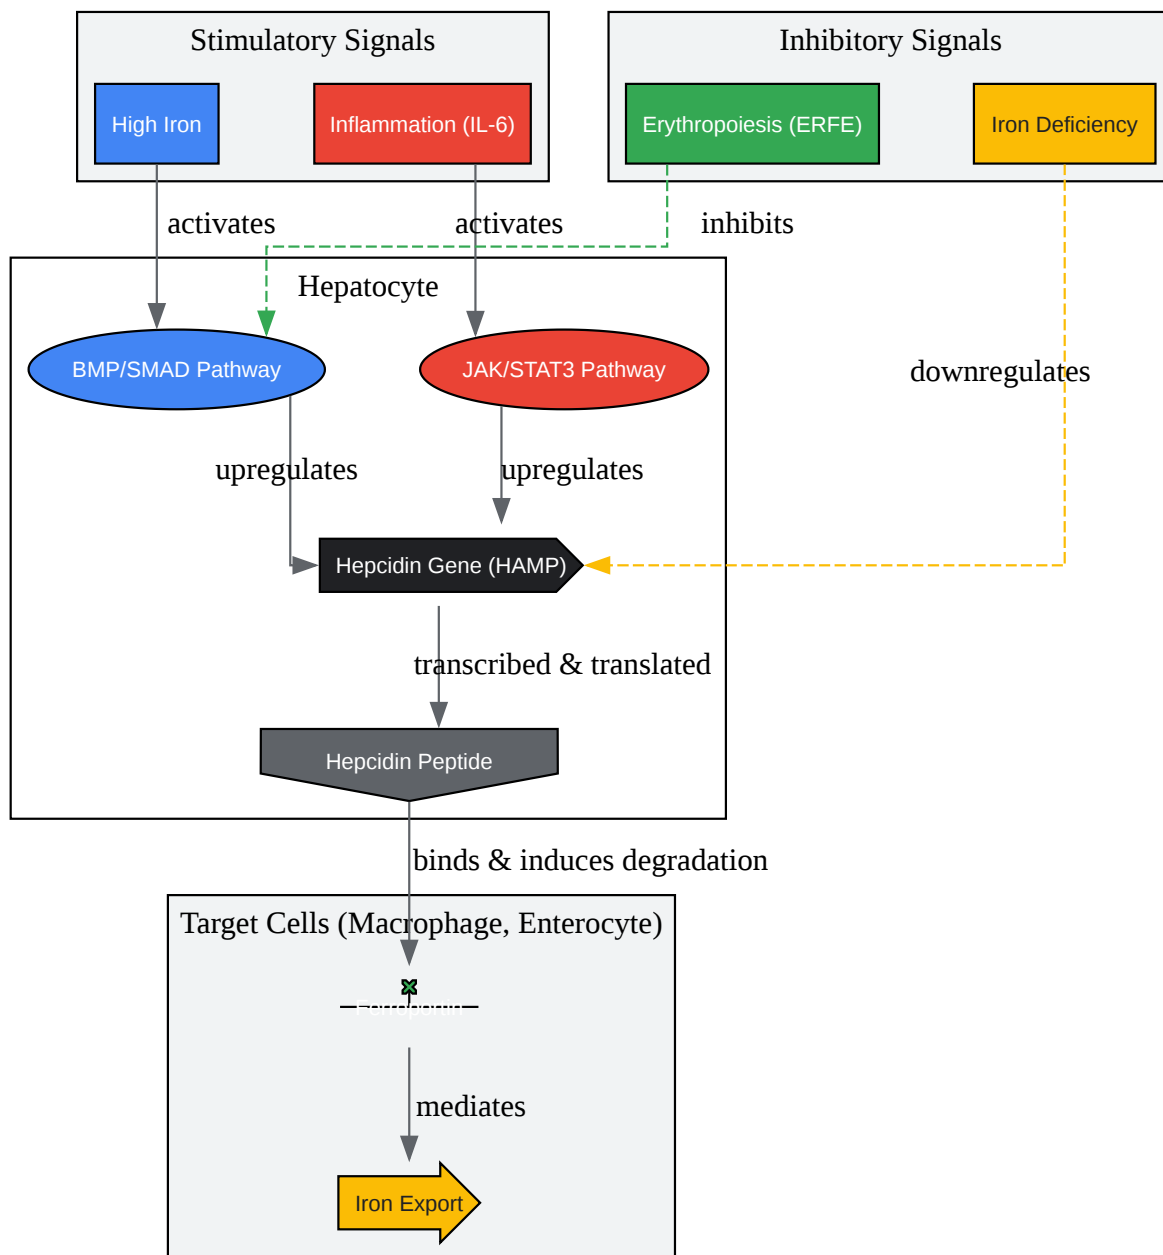 Stimulatory Signals
Inhibitory Signals
High Iron
Inflammation (IL-6)
Erythropoiesis (ERFE)
Iron Deficiency
activates
activates
inhibits
Hepatocyte
BMP/SMAD Pathway
JAK/STAT3 Pathway
downregulates
upregulates
upregulates
Hepcidin Gene (HAMP)
transcribed & translated
Hepcidin Peptide
binds & induces degradation
Target Cells (Macrophage, Enterocyte)
Ferroportin
mediates
Iron Export